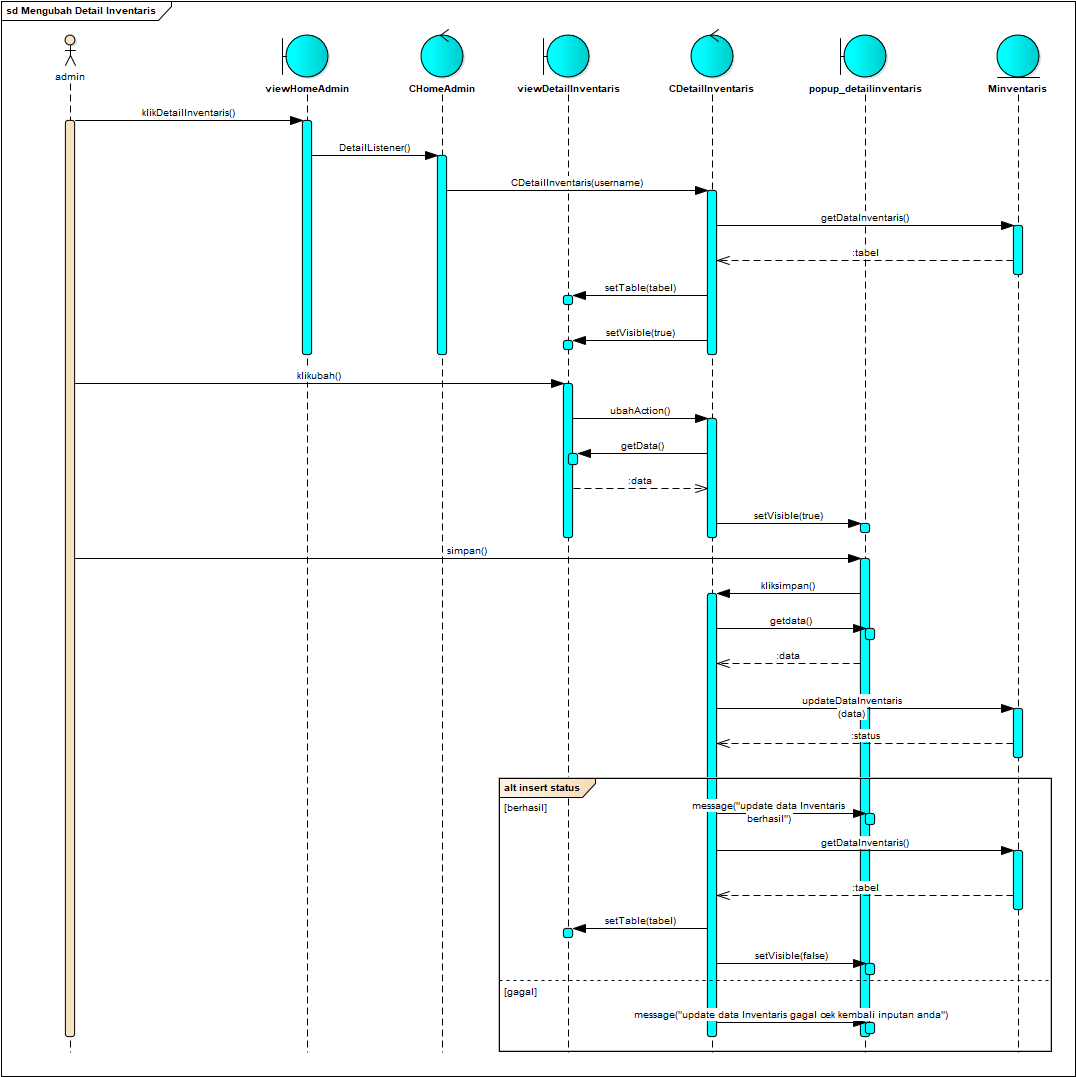 sd Mengubah Detail Inventaris
admin
viewHomeAdmin
CHomeAdmin
viewDetailInventaris
CDetailInventaris
popup_detailinventaris
Minventaris
klikDetailInventaris()
DetailListener()
CDetailInventaris(username)
getDataInventaris()
:tabel
setTable(tabel)
setVisible(true)
klikubah()
ubahAction()
getData()
:data
setVisible(true)
simpan()
kliksimpan()
getdata()
:data
updateDataInventaris
(data)
:status
alt insert status
[berhasil]
message("update data Inventaris
berhasil")
getDataInventaris()
:tabel
setTable(tabel)
setVisible(false)
[gagal]
message("update data Inventaris gagal cek kembali inputan anda")